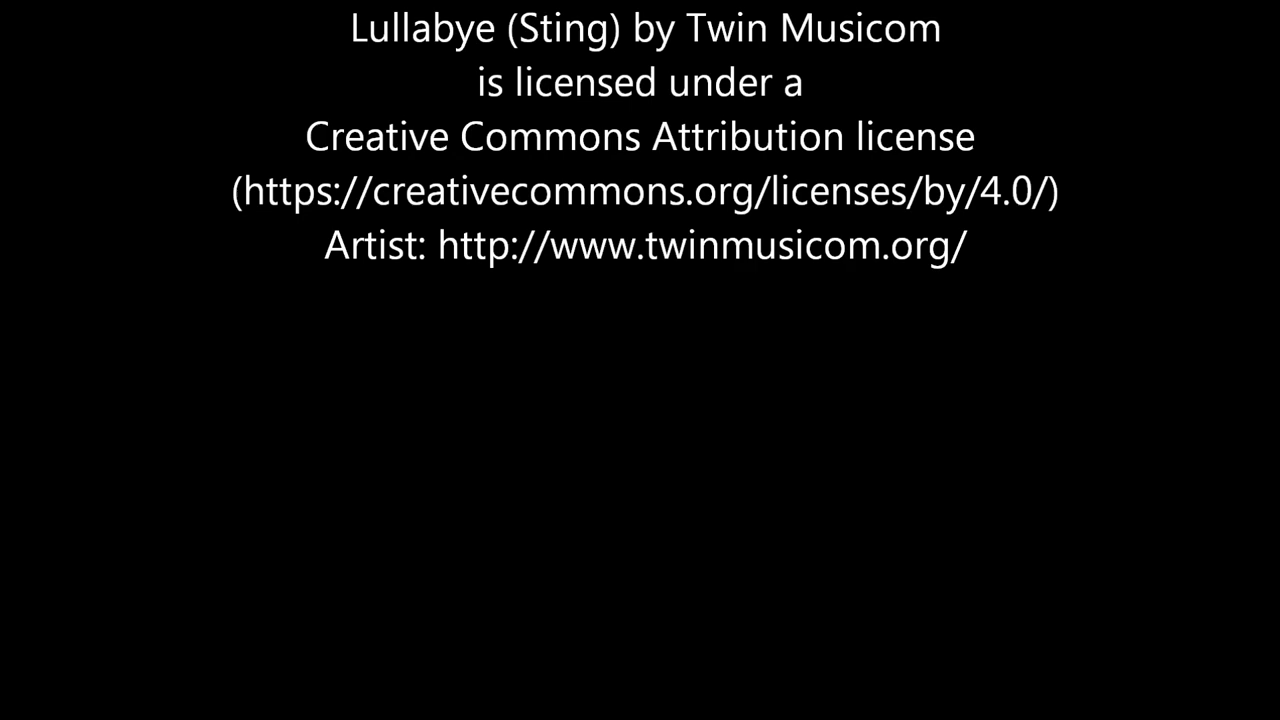 Lullabye (Sting) by Twin Musicom
is licensed under a
Creative Commons Attribution license
(https://creativecommons.org/licenses/by/4.0/)
Artist: http://www.twinmusicom.org/